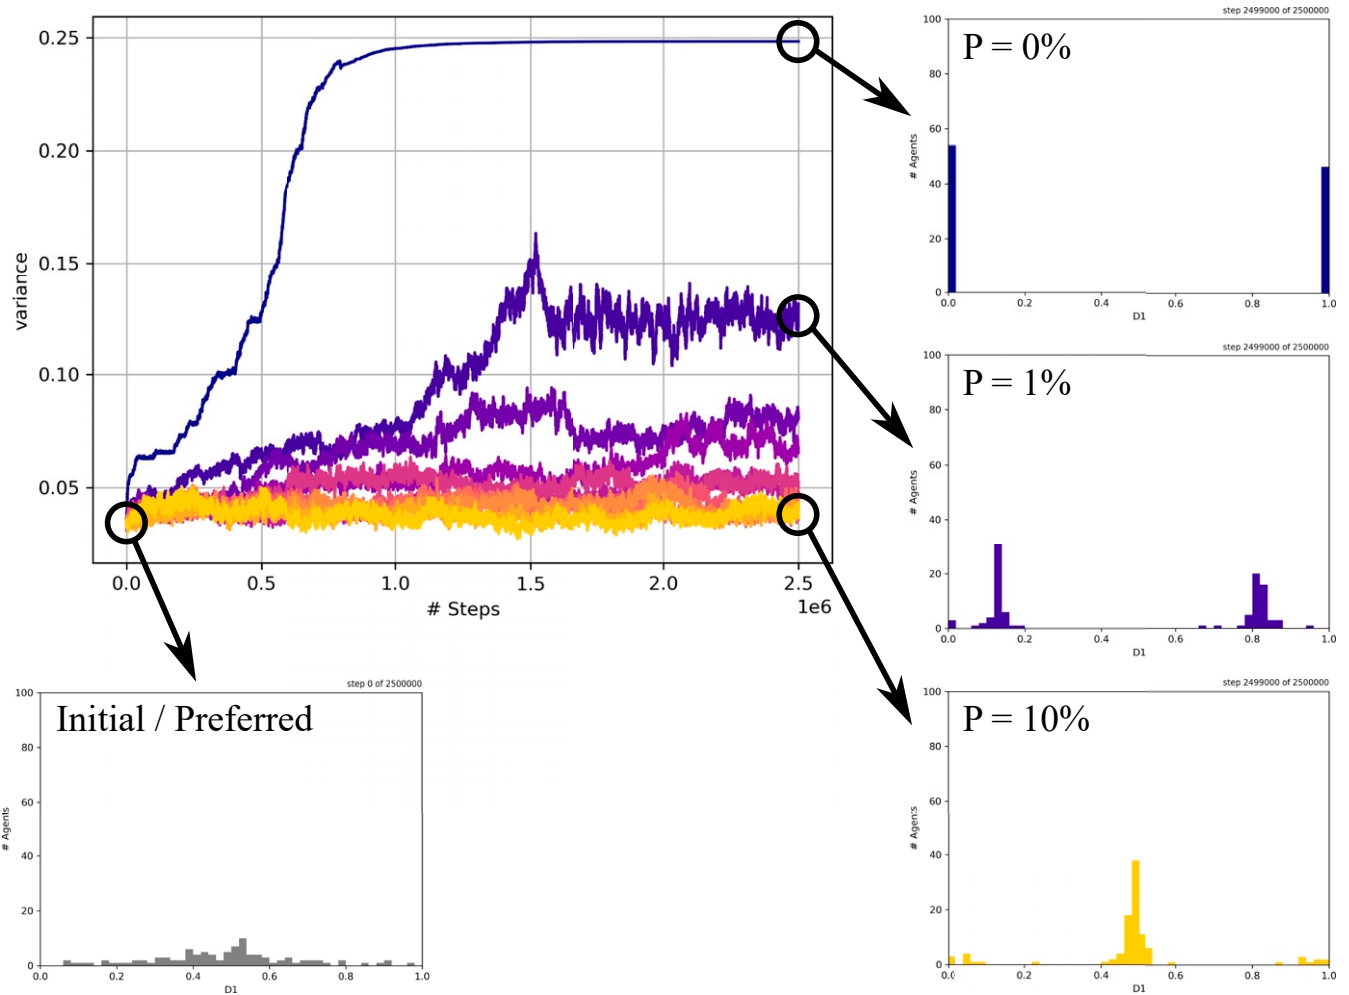 0.25
0.20
0.15
0.10
0.05
variance
0.0 0.5 1.0 1.5 2.0 2.5
1e6
# Steps
step 2499000 of 2500000
P = 0%
100
80
60
40
20
0
# Agents
0.0 0.2 0.4 0.6 0.8 1.0
D1
step 2499000 of 2500000
P = 1%
100
80
60
40
20
0
# Agents
0.0 0.2 0.4 0.6 0.8 1.0
D1
step 0 of 2500000
Initial / Preferred
100
80
60
40
20
0
# Agents
0.0 0.2 0.4 0.6 0.8 1.0
D1
step 2499000 of 2500000
P = 10%
100
80
60
40
20
0
# Agents
0.0 0.2 0.4 0.6 0.8 1.0
D1